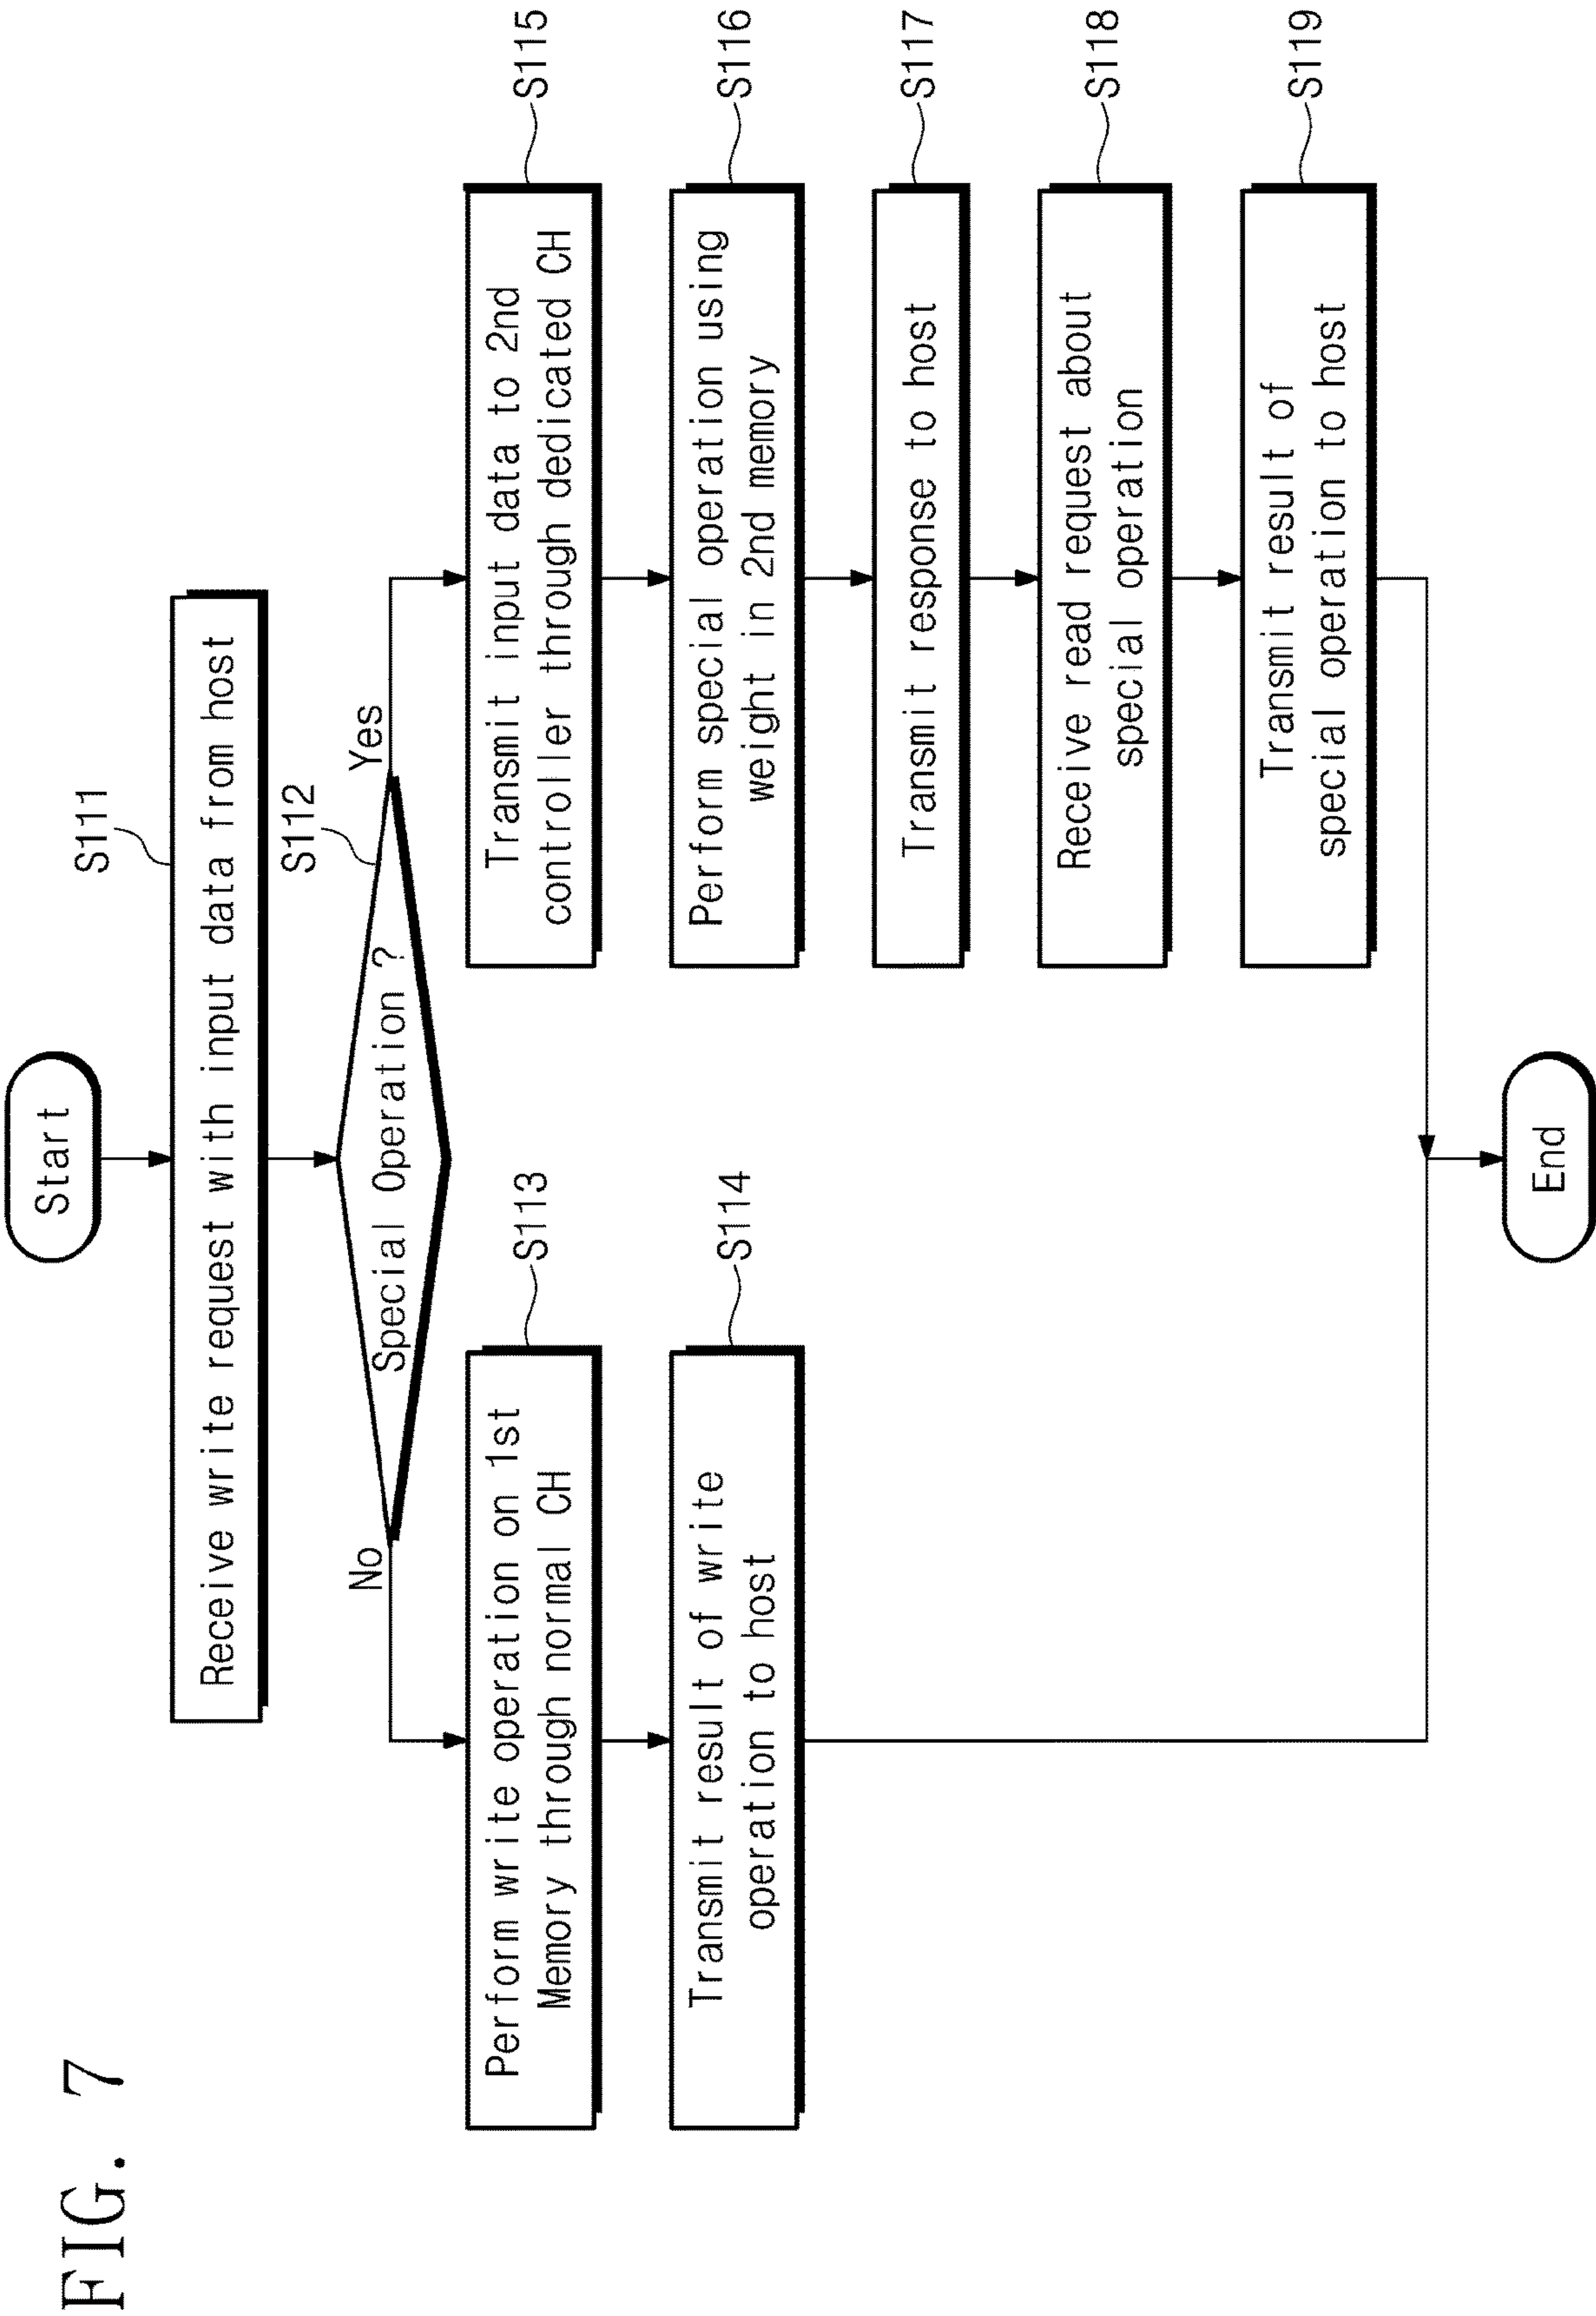 FIG. 7
Start
S111
Receive write request with input data from host
S112
Special Operation ?
No
Yes
S113
Perform write operation on 1st
Memory through normal CH
S114
Transmit result of write
operation to host
S115
Transmit input data to 2nd
controller through dedicated CH
S116
Perform special operation using
weight in 2nd memory
S117
Transmit response to host
S118
Receive read request about
special operation
S119
Transmit result of
special operation to host
End